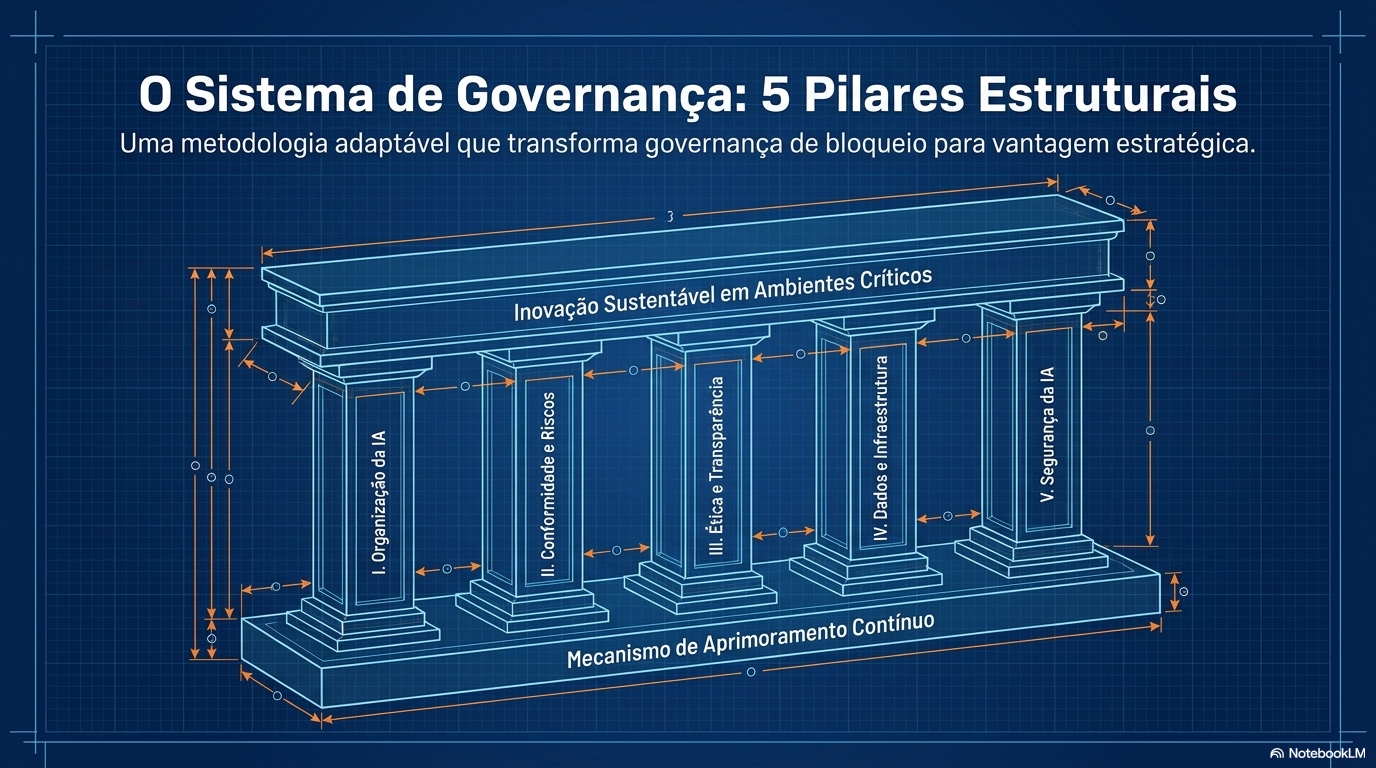 O Sistema de Governança: 5 Pilares Estruturais
Uma metodologia adaptável que transforma governança de bloqueio para vantagem estratégica.
3
Inovação Sustentável em Ambientes Críticos
I. Organização da IA
II. Conformidade e Riscos
III. Ética e Transparência
IV. Dados e Infraestrutura
V. Segurança da IA
Mecanismo de Aprimoramento Contínuo
NotebookLM